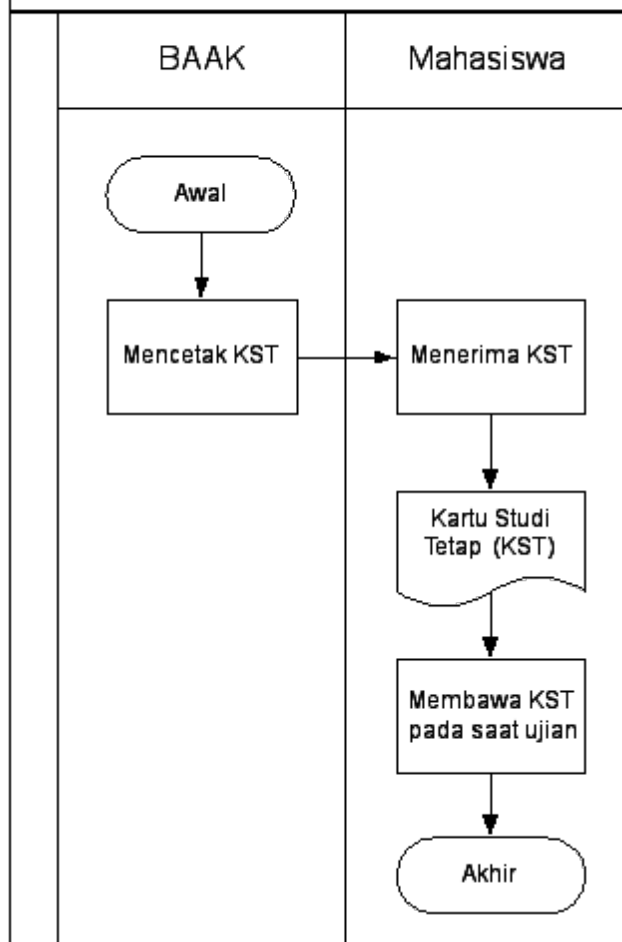 BAAK
Mahasiswa
Awal
Mencetak KST
Menerima KST
Kartu Studi
Tetap (KST)
Membawa KST
pada saat ujian
Akhir